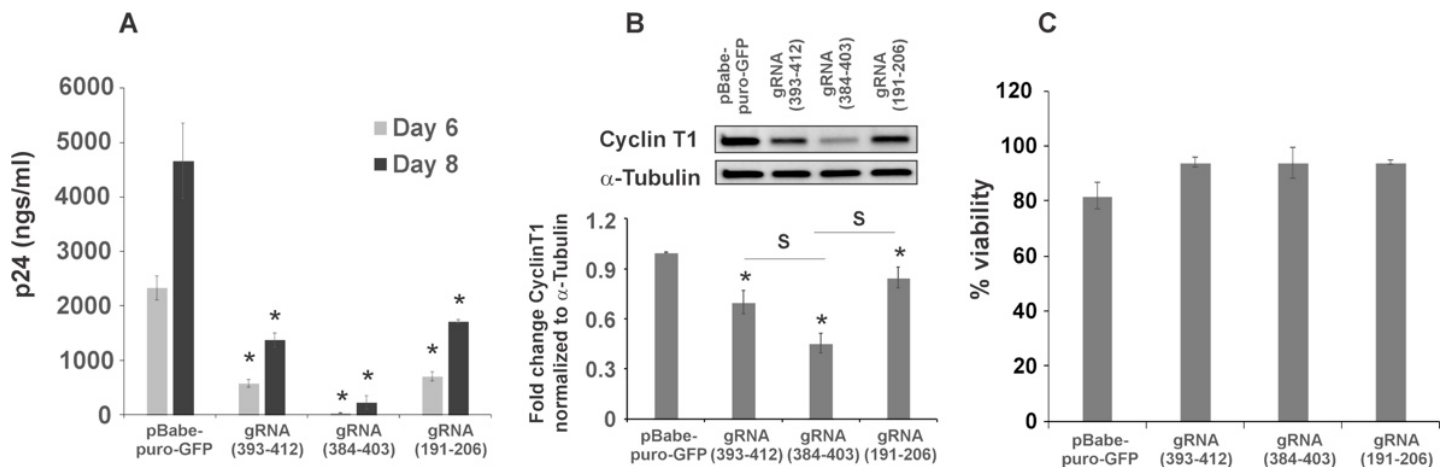 A
p24 (ngs/ml)
6000
5000
4000
3000
2000
1000
0
Day 6
Day 8
*
*
*
*
*
*
pBabe-
puro-GFP
gRNA
(393-412)
gRNA
(384-403)
gRNA
(191-206)
B
pBabe-
puro-GFP
gRNA
(393-412)
gRNA
(384-403)
gRNA
(191-206)
Cyclin T1
α-Tubulin
Fold change CyclinT1
normalized to α-Tubulin
1.2
0.9
0.6
0.3
0
S
S
*
*
*
pBabe-
puro-GFP
gRNA
(393-412)
gRNA
(384-403)
gRNA
(191-206)
C
% viability
120
100
80
60
40
20
0
pBabe-
puro-GFP
gRNA
(393-412)
gRNA
(384-403)
gRNA
(191-206)